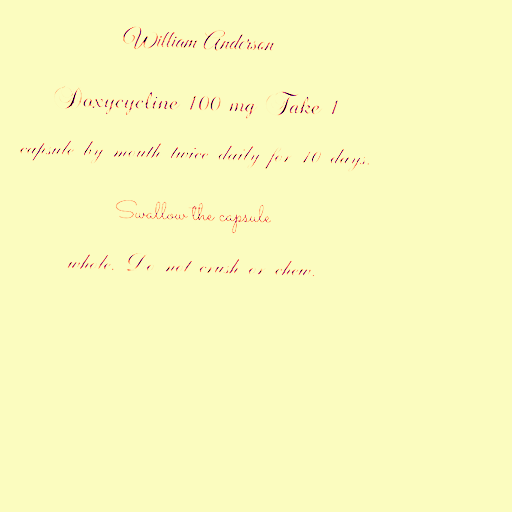 William Anderson
Doxycycline 100 mg Take 1
capsule by mouth twice daily for 10 days.
Swallow the capsule
whole. Do not crush or chew.